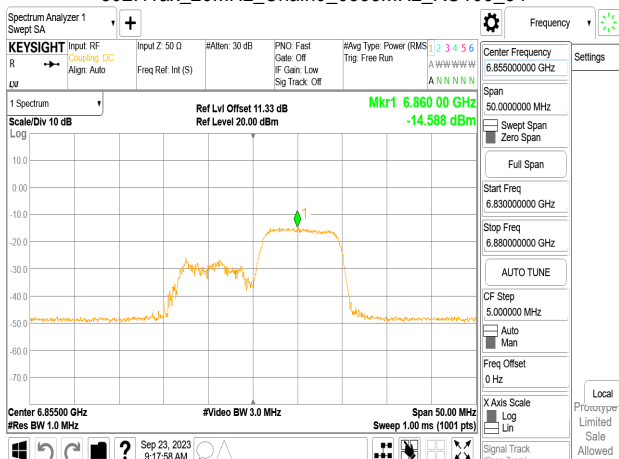 Spectrum Analyzer 1
Swept SA
+
Frequency
KEYSIGHT
R
Input: RF
Coupling: DC
Align: Auto
Input Z: 50 Ω
Freq Ref: Int (S)
#Atten: 30 dB
PNO: Fast
Gate: Off
IF Gain: Low
Sig Track: Off
#Avg Type: Power (RMS
Trig: Free Run
1 2 3 4 5 6
A W W W W W
A N N N N N
1 Spectrum
Scale/Div 10 dB
Log
Ref Lvl Offset 11.33 dB
Ref Level 20.00 dBm
Mkr1 6.860 00 GHz
-14.588 dBm
10.0
0.00
-10.0
-20.0
-30.0
-40.0
-50.0
-60.0
-70.0
1
Center 6.85500 GHz
#Res BW 1.0 MHz
#Video BW 3.0 MHz
Span 50.00 MHz
Sweep 1.00 ms (1001 pts)
Sep 23, 2023
9:17:58 AM
?
Center Frequency
6.855000000 GHz
Span
50.0000000 MHz
Swept Span
Zero Span
Full Span
Start Freq
6.830000000 GHz
Stop Freq
6.880000000 GHz
AUTO TUNE
CF Step
5.000000 MHz
Auto
Man
Freq Offset
0 Hz
X Axis Scale
Log
Lin
Signal Track
Settings
Local
Prototype
Limited
Sale
Allowed